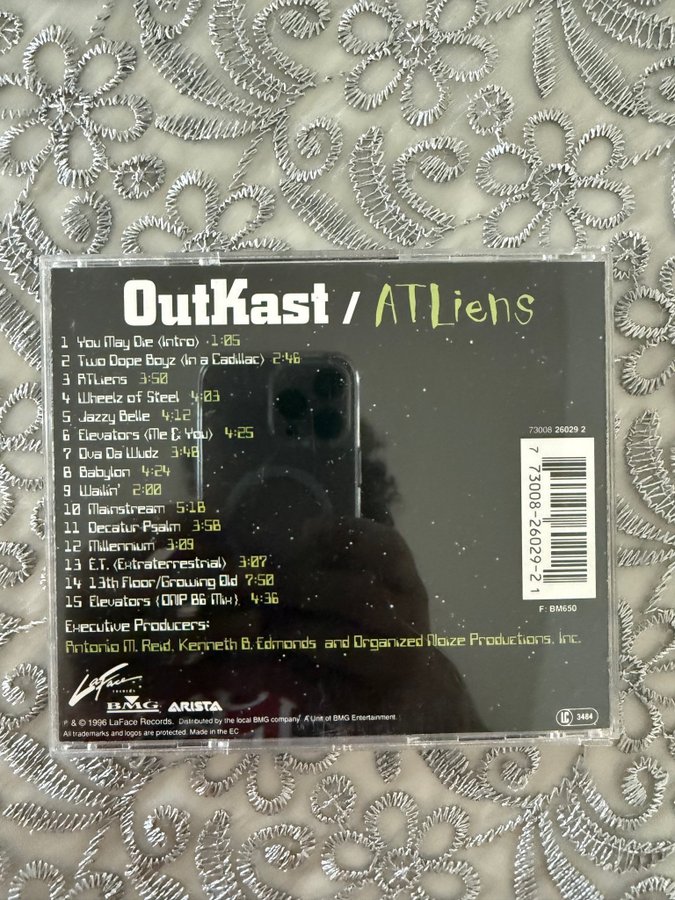 OutKast / ATLiens
1 You May Die (Intro) 1:05
2 Two Dope Boyz (In a Cadillac) 2:46
3 ATLiens 3:50
4 Wheelz of Steel 4:03
5 Jazzy Belle 4:12
6 Elevators (Me & You) 4:25
7 Ova Da Wudz 3:48
8 Babylon 4:24
9 Wailin' 2:00
10 Mainstream 5:18
11 Decatur Psalm 3:58
12 Millennium 3:09
13 E.T. (Extraterrestrial) 3:07
14 13th Floor/Growing Old 7:50
15 Elevators (ONP 86 Mix) 4:36
Executive Producers:
Antonio M. Reid, Kenneth B. Edmonds and Organized Noize Productions, Inc.
73008 26029 2
7 73008-26029-2 1
F: BM650
LaFace
records
BMG ARISTA
℗ & © 1996 LaFace Records. Distributed by the local BMG company. A Unit of BMG Entertainment
All trademarks and logos are protected. Made in the EC
LC 3484